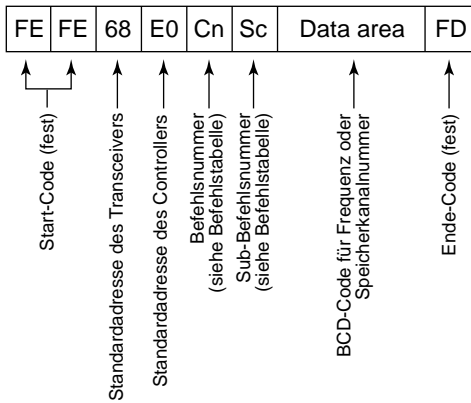 FE FE 68 E0 Cn Sc Data area FD
Start-Code (fest)
Standardadresse des Transceivers
Standardadresse des Controllers
Befehlsnummer
(siehe Befehlstabelle)
Sub-Befehlsnummer
(siehe Befehlstabelle)
BCD-Code für Frequenz oder
Speicherkanalnummer
Ende-Code (fest)